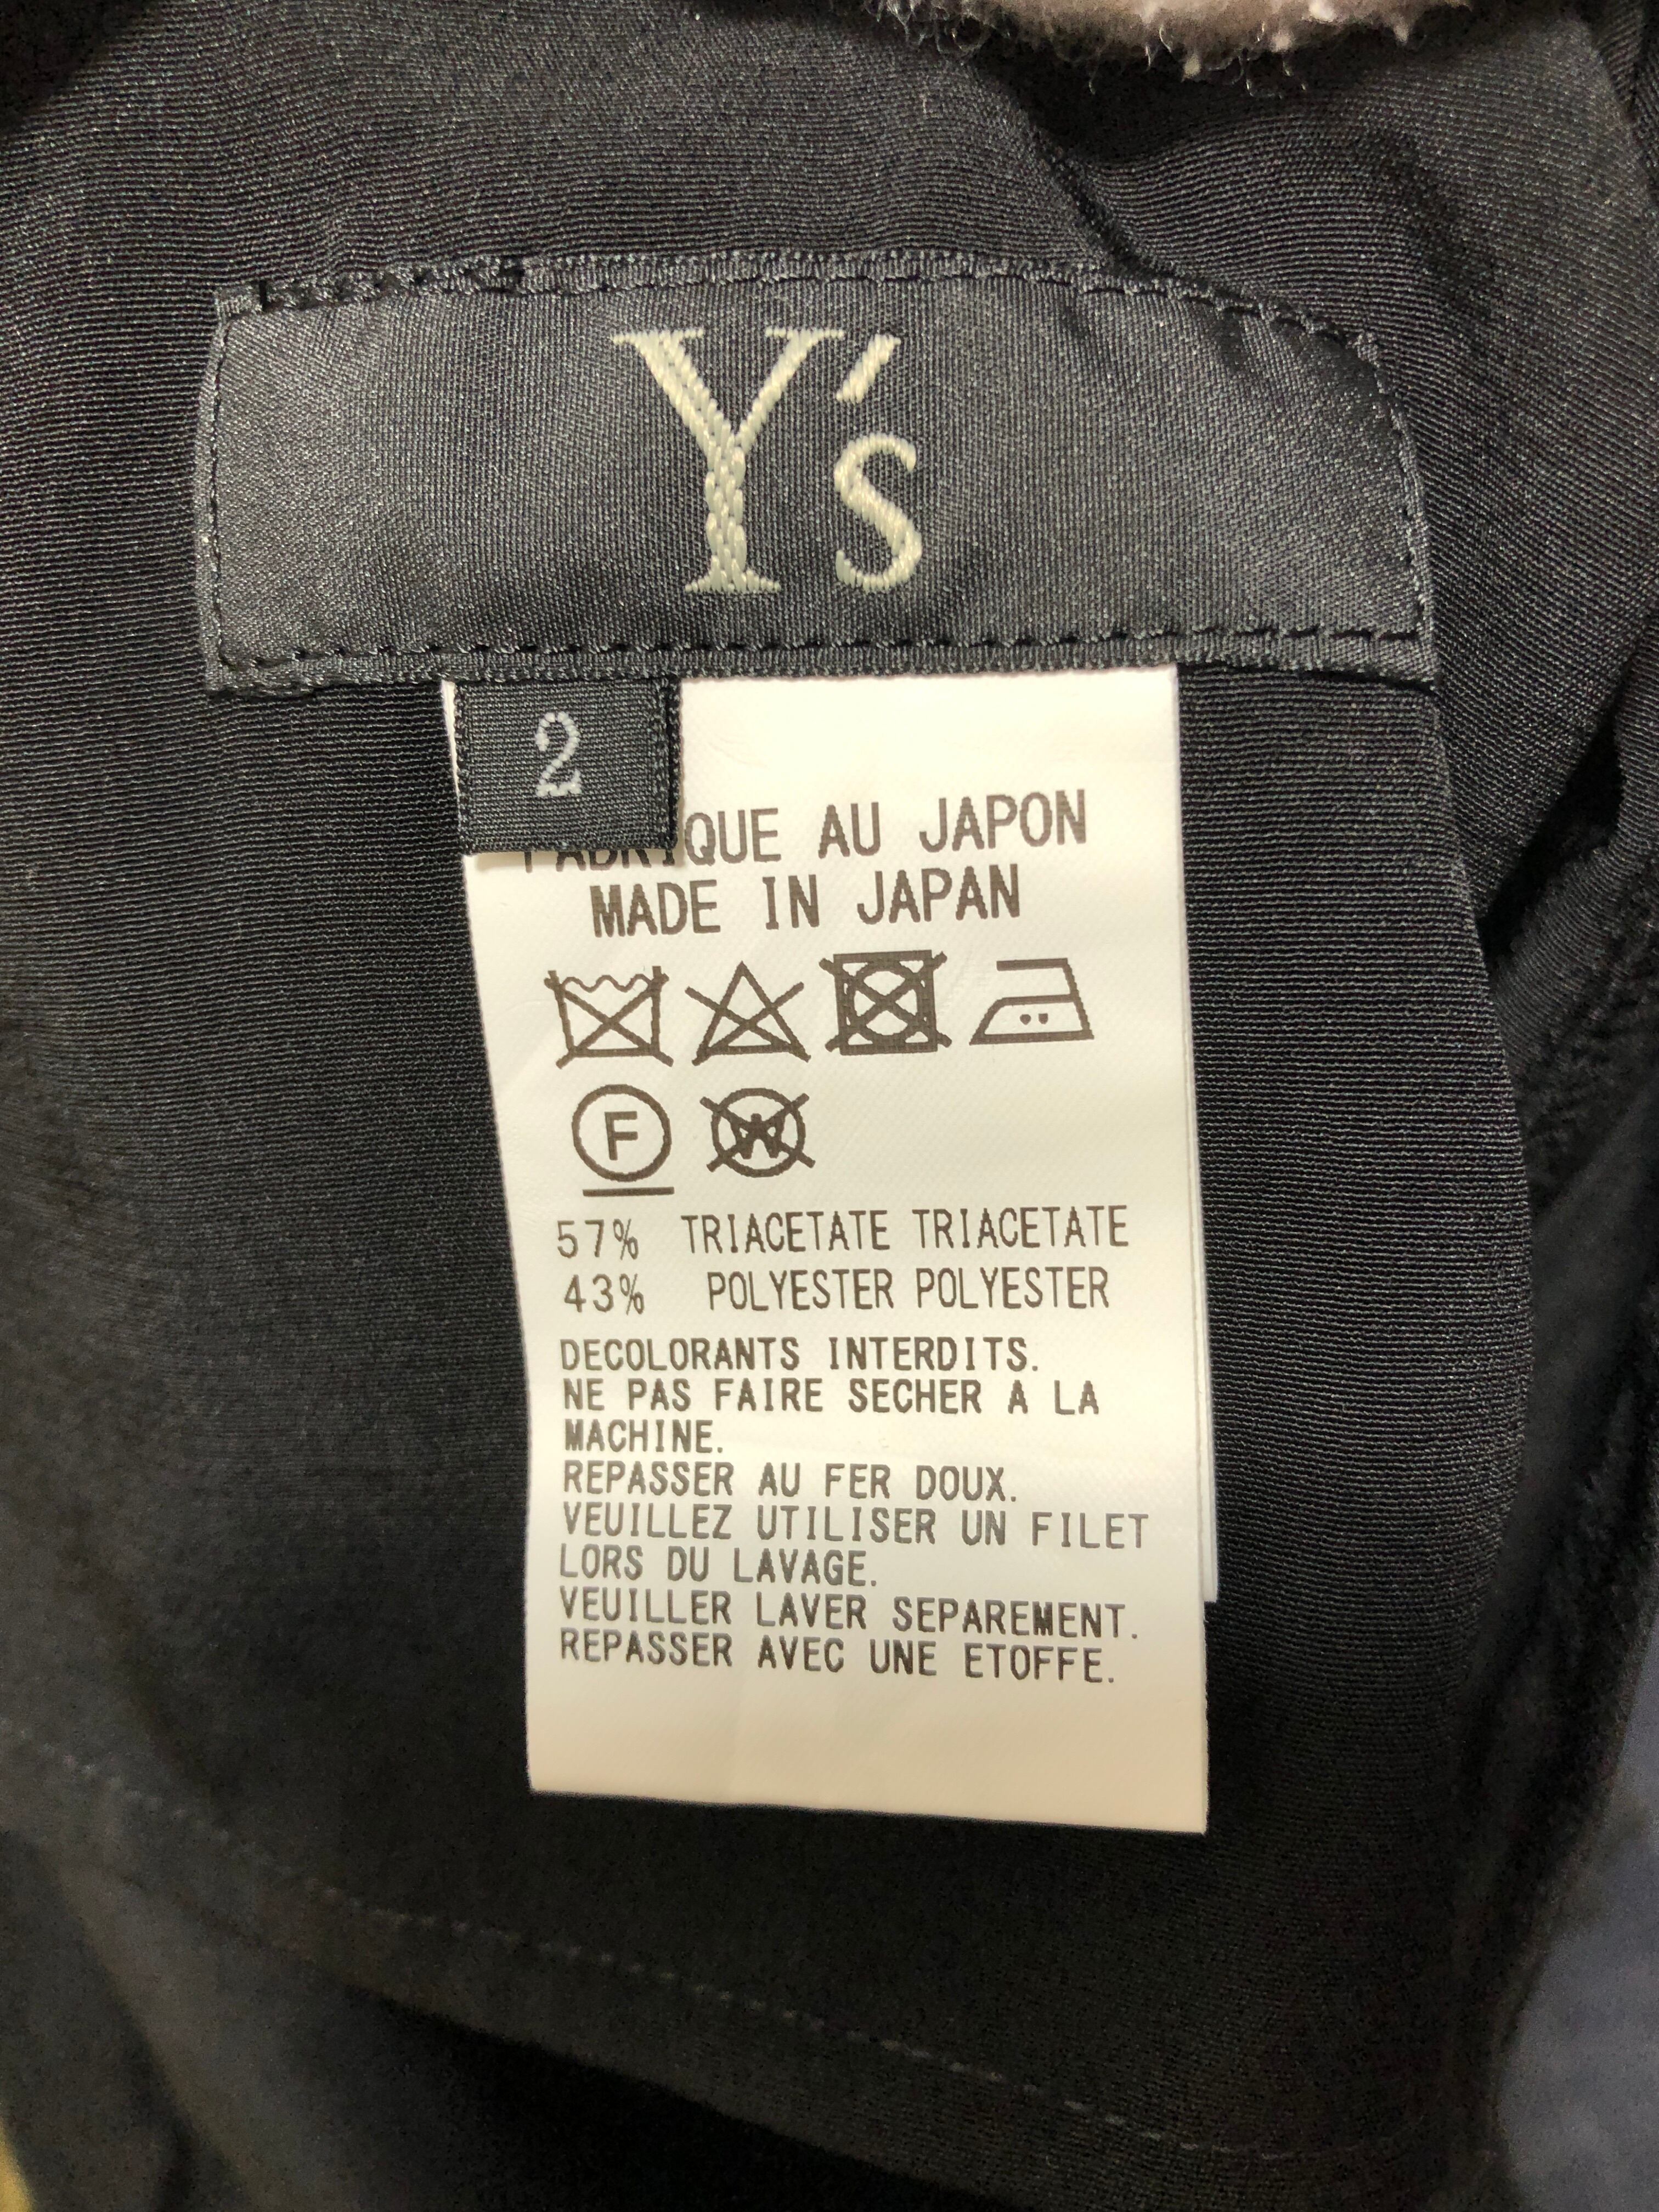 Y's
2
FABRIQUE AU JAPON
MADE IN JAPAN
F
W
57% TRIACETATE TRIACETATE
43% POLYESTER POLYESTER
DECOLORANTS INTERDITS.
NE PAS FAIRE SECHER A LA
MACHINE.
REPASSER AU FER DOUX.
VEUILLEZ UTILISER UN FILET
LORS DU LAVAGE.
VEUILLER LAVER SEPAREMENT.
REPASSER AVEC UNE ETOFFE.